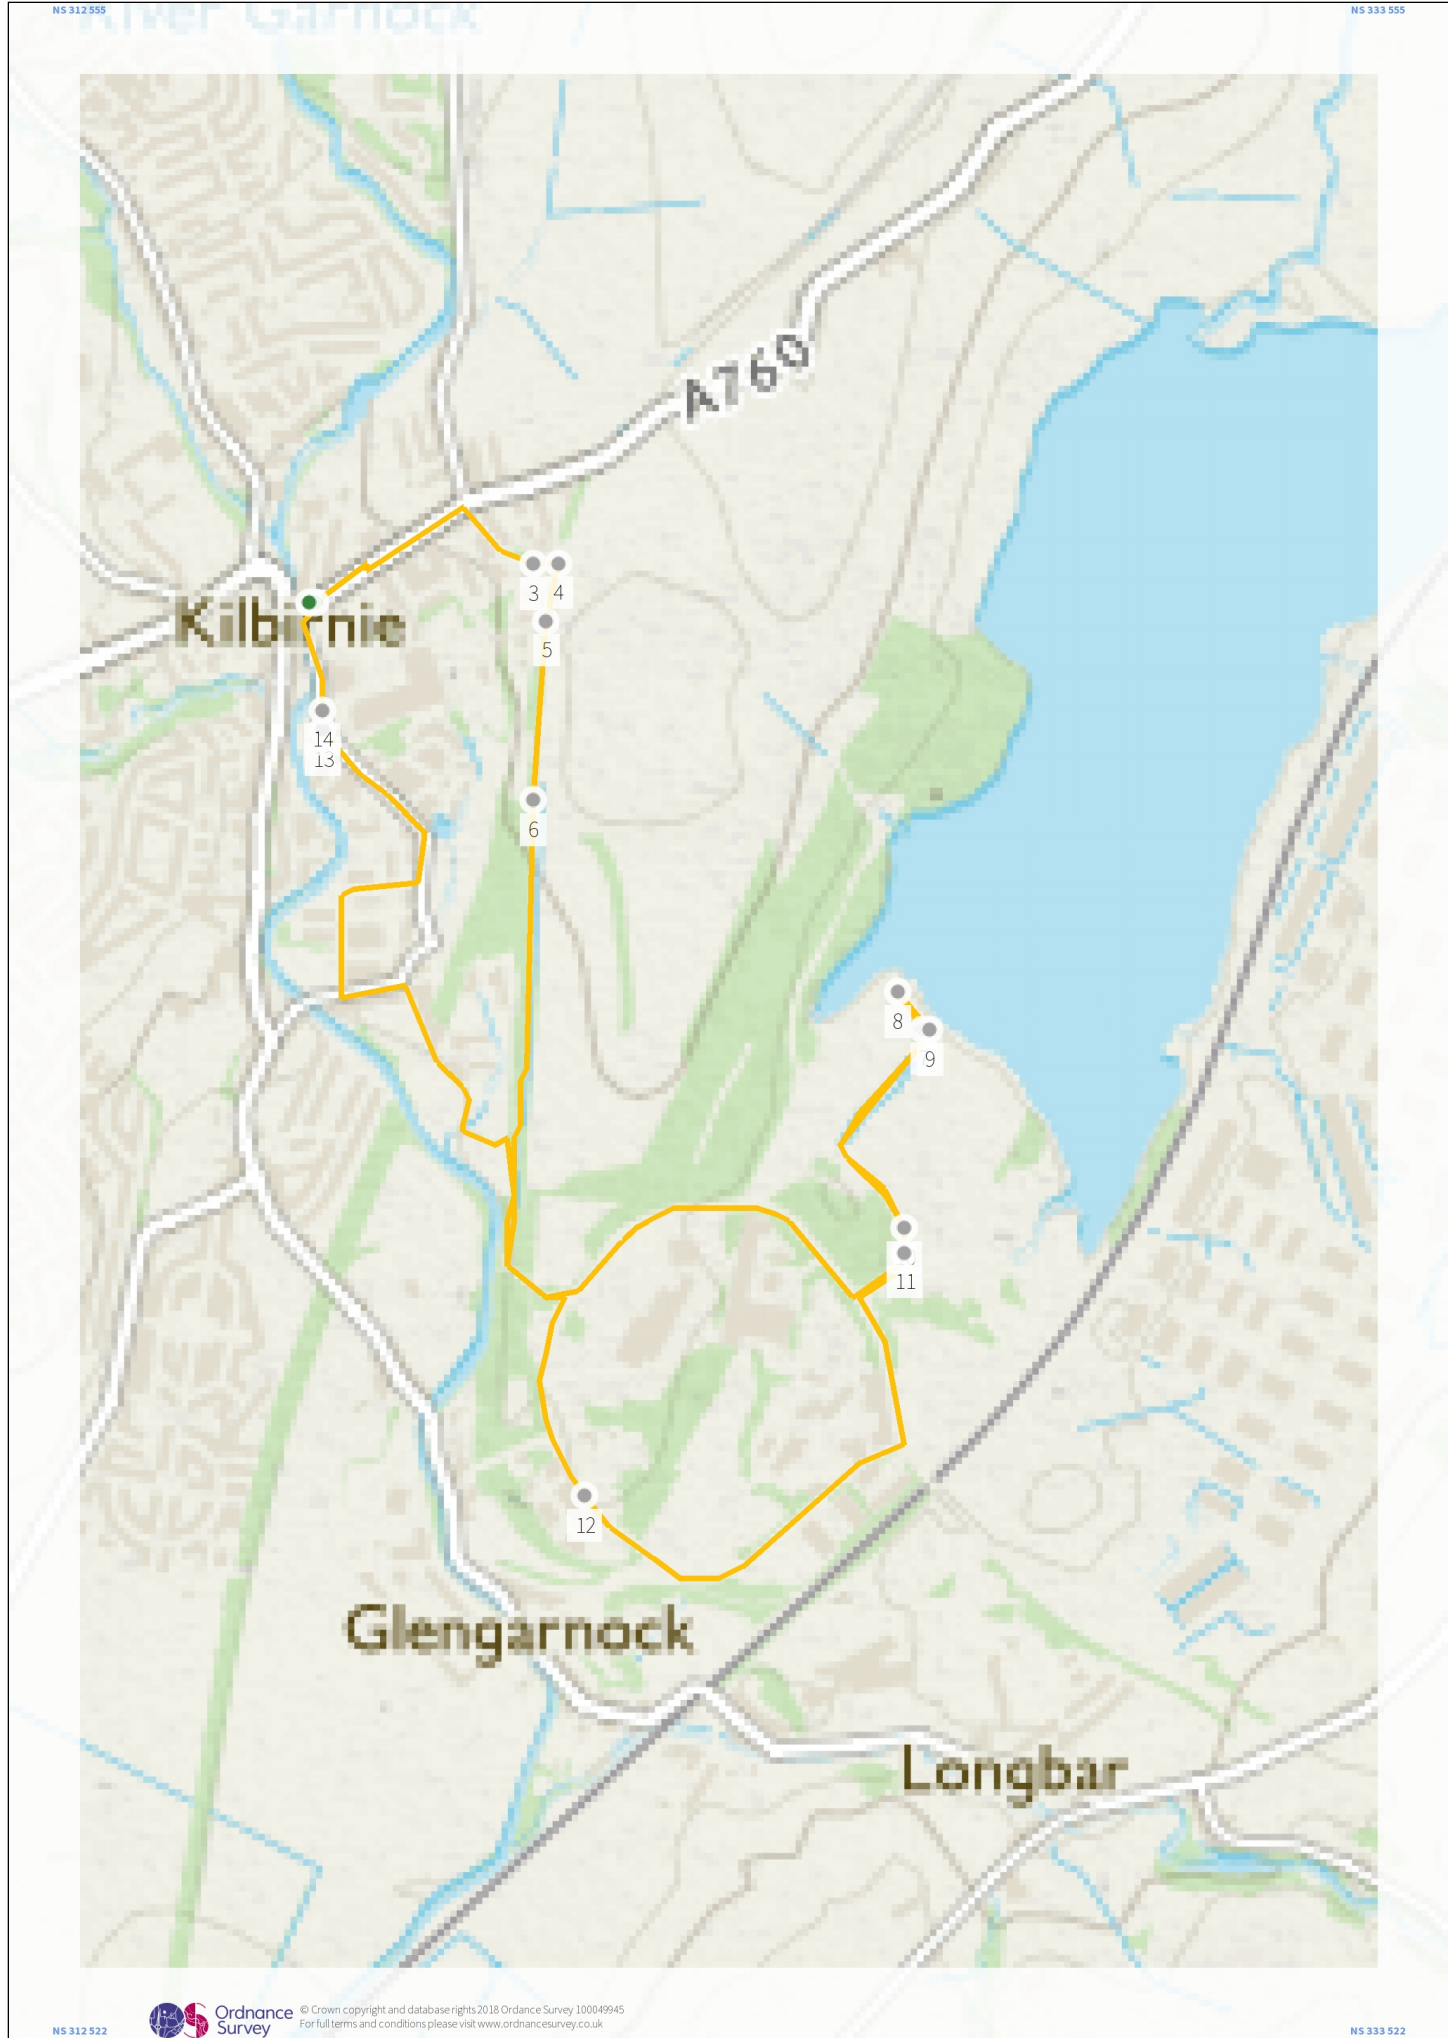 NS 312 555
NS 333 555
River Garnock
A760
3
4
Kilbirnie
5
14
13
6
8
9
11
12
Glengarnock
Longbar
Ordnance
Survey
© Crown copyright and database rights 2018 Ordance Survey 100049945
For full terms and conditions please visit www.ordnancesurvey.co.uk
NS 312 522
NS 333 522